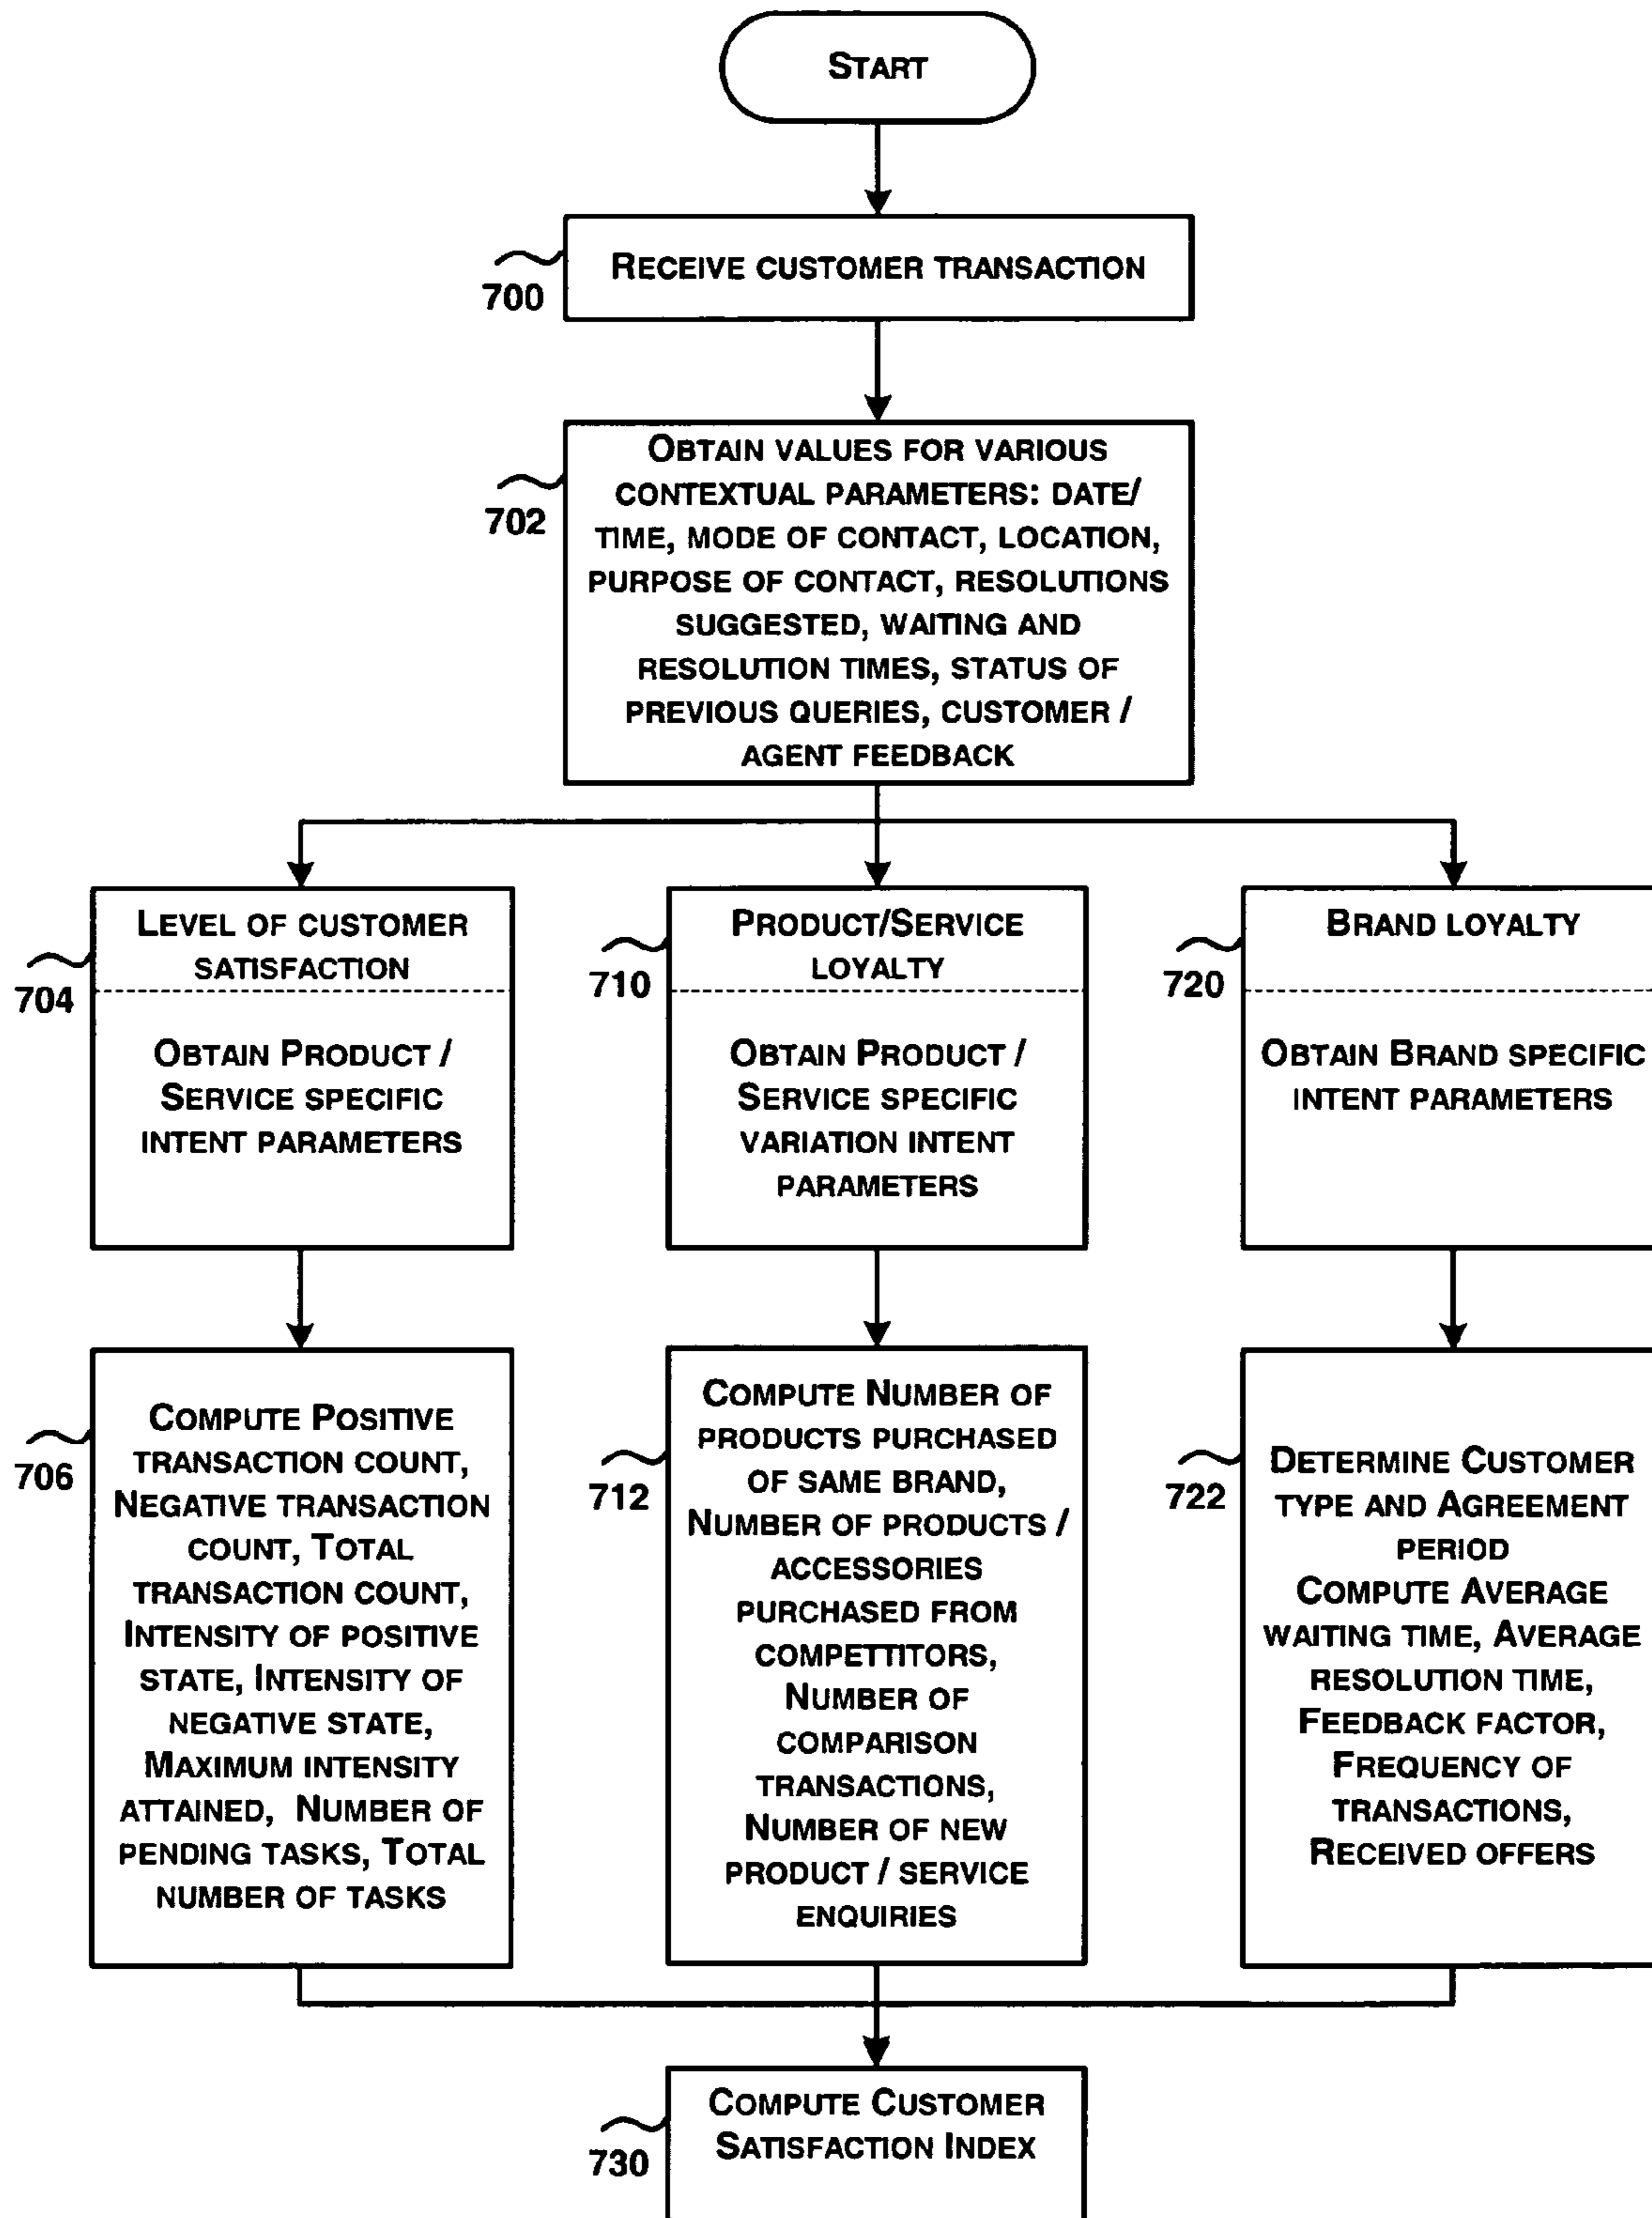 START
RECEIVE CUSTOMER TRANSACTION
700
OBTAIN VALUES FOR VARIOUS
CONTEXTUAL PARAMETERS: DATE/
TIME, MODE OF CONTACT, LOCATION,
PURPOSE OF CONTACT, RESOLUTIONS
SUGGESTED, WAITING AND
RESOLUTION TIMES, STATUS OF
PREVIOUS QUERIES, CUSTOMER /
AGENT FEEDBACK
702
LEVEL OF CUSTOMER
SATISFACTION
704
OBTAIN PRODUCT /
SERVICE SPECIFIC
INTENT PARAMETERS
PRODUCT/SERVICE
LOYALTY
710
OBTAIN PRODUCT /
SERVICE SPECIFIC
VARIATION INTENT
PARAMETERS
BRAND LOYALTY
720
OBTAIN BRAND SPECIFIC
INTENT PARAMETERS
COMPUTE POSITIVE
TRANSACTION COUNT,
NEGATIVE TRANSACTION
COUNT, TOTAL
TRANSACTION COUNT,
INTENSITY OF POSITIVE
STATE, INTENSITY OF
NEGATIVE STATE,
MAXIMUM INTENSITY
ATTAINED, NUMBER OF
PENDING TASKS, TOTAL
NUMBER OF TASKS
706
COMPUTE NUMBER OF
PRODUCTS PURCHASED
OF SAME BRAND,
NUMBER OF PRODUCTS /
ACCESSORIES
PURCHASED FROM
COMPETTITORS,
NUMBER OF
COMPARISON
TRANSACTIONS,
NUMBER OF NEW
PRODUCT / SERVICE
ENQUIRIES
712
DETERMINE CUSTOMER
TYPE AND AGREEMENT
PERIOD
COMPUTE AVERAGE
WAITING TIME, AVERAGE
RESOLUTION TIME,
FEEDBACK FACTOR,
FREQUENCY OF
TRANSACTIONS,
RECEIVED OFFERS
722
COMPUTE CUSTOMER
SATISFACTION INDEX
730